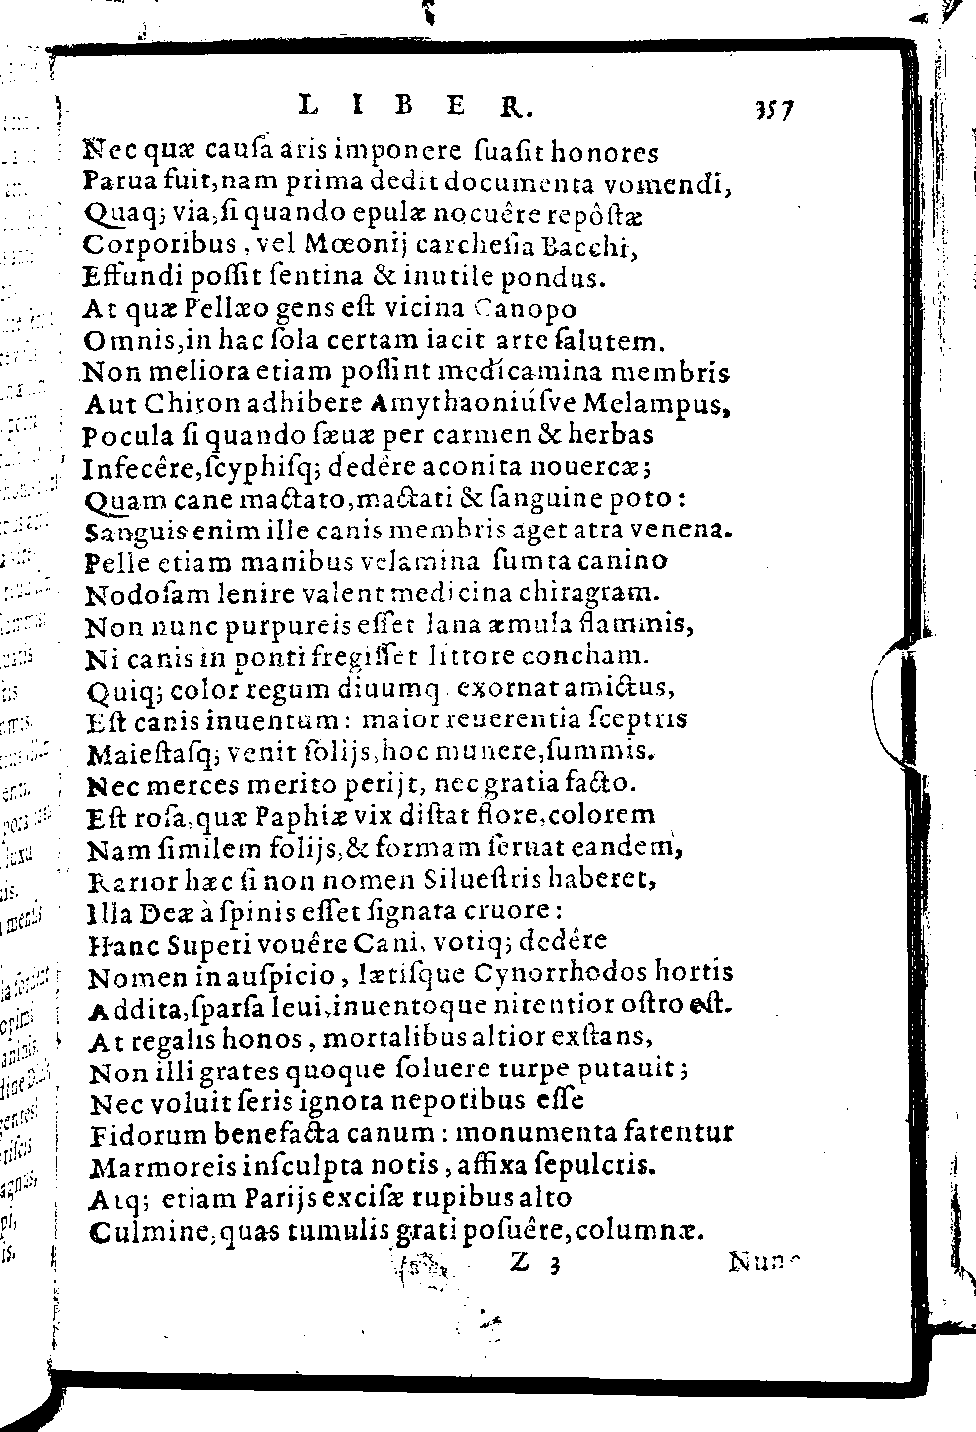 LIBER. 357
Nec quæ cauſa aris imponere ſuaſit honores
Parua fuit, nam prima dedit documenta vomendi,
Quaq; via, ſi quando epulæ nocuêre repôſtæ
Corporibus, vel Mœonij carcheſia Bacchi,
Effundi poſſit ſentina & inutile pondus.
At quæ Pellæo gens eſt vicina Canopo
Omnis, in hac ſola certam iacit arte ſalutem.
Non meliora etiam poſſint medicamina membris
Aut Chiron adhibere Amythaoniúſve Melampus,
Pocula ſi quando ſæuæ per carmen & herbas
Infecêre, ſcyphiſq; dedêre aconita nouercæ;
Quam cane mactato, mactati & ſanguine poto:
Sanguis enim ille canis membris aget atra venena.
Pelle etiam manibus velamina ſumta canino
Nodoſam lenire valent medicina chiragram.
Non nunc purpureis eſſet lana æmula flammis,
Ni canis in ponti fregiſſet littore concham.
Quiq; color regum diuumq exornat amictus,
Eſt canis inuentum: maior reuerentia ſceptris
Maieſtaſq; venit ſolijs, hoc munere, ſummis.
Nec merces merito perijt, nec gratia facto.
Eſt roſa, quæ Paphiæ vix diſtat flore, colorem
Nam ſimilem folijs, & formam ſeruat eandem,
Rarior hæc ſi non nomen Silueſtris haberet,
Illa Deæ à ſpinis eſſet ſignata cruore:
Hanc Superi vouêre Cani, votiq; dedêre
Nomen in auſpicio, lætiſque Cynorrhodos hortis
Addita, ſparſa leui, inuentoque nitentior oſtro eſt.
At regalis honos, mortalibus altior exſtans,
Non illi grates quoque ſoluere turpe putauit;
Nec voluit ſeris ignota nepotibus eſſe
Fidorum benefacta canum: monumenta fatentur
Marmoreis inſculpta notis, affixa ſepulcris.
Atq; etiam Parijs exciſæ rupibus alto
Culmine, quas tumulis grati poſuêre, columnæ.
Z 3 Nunc